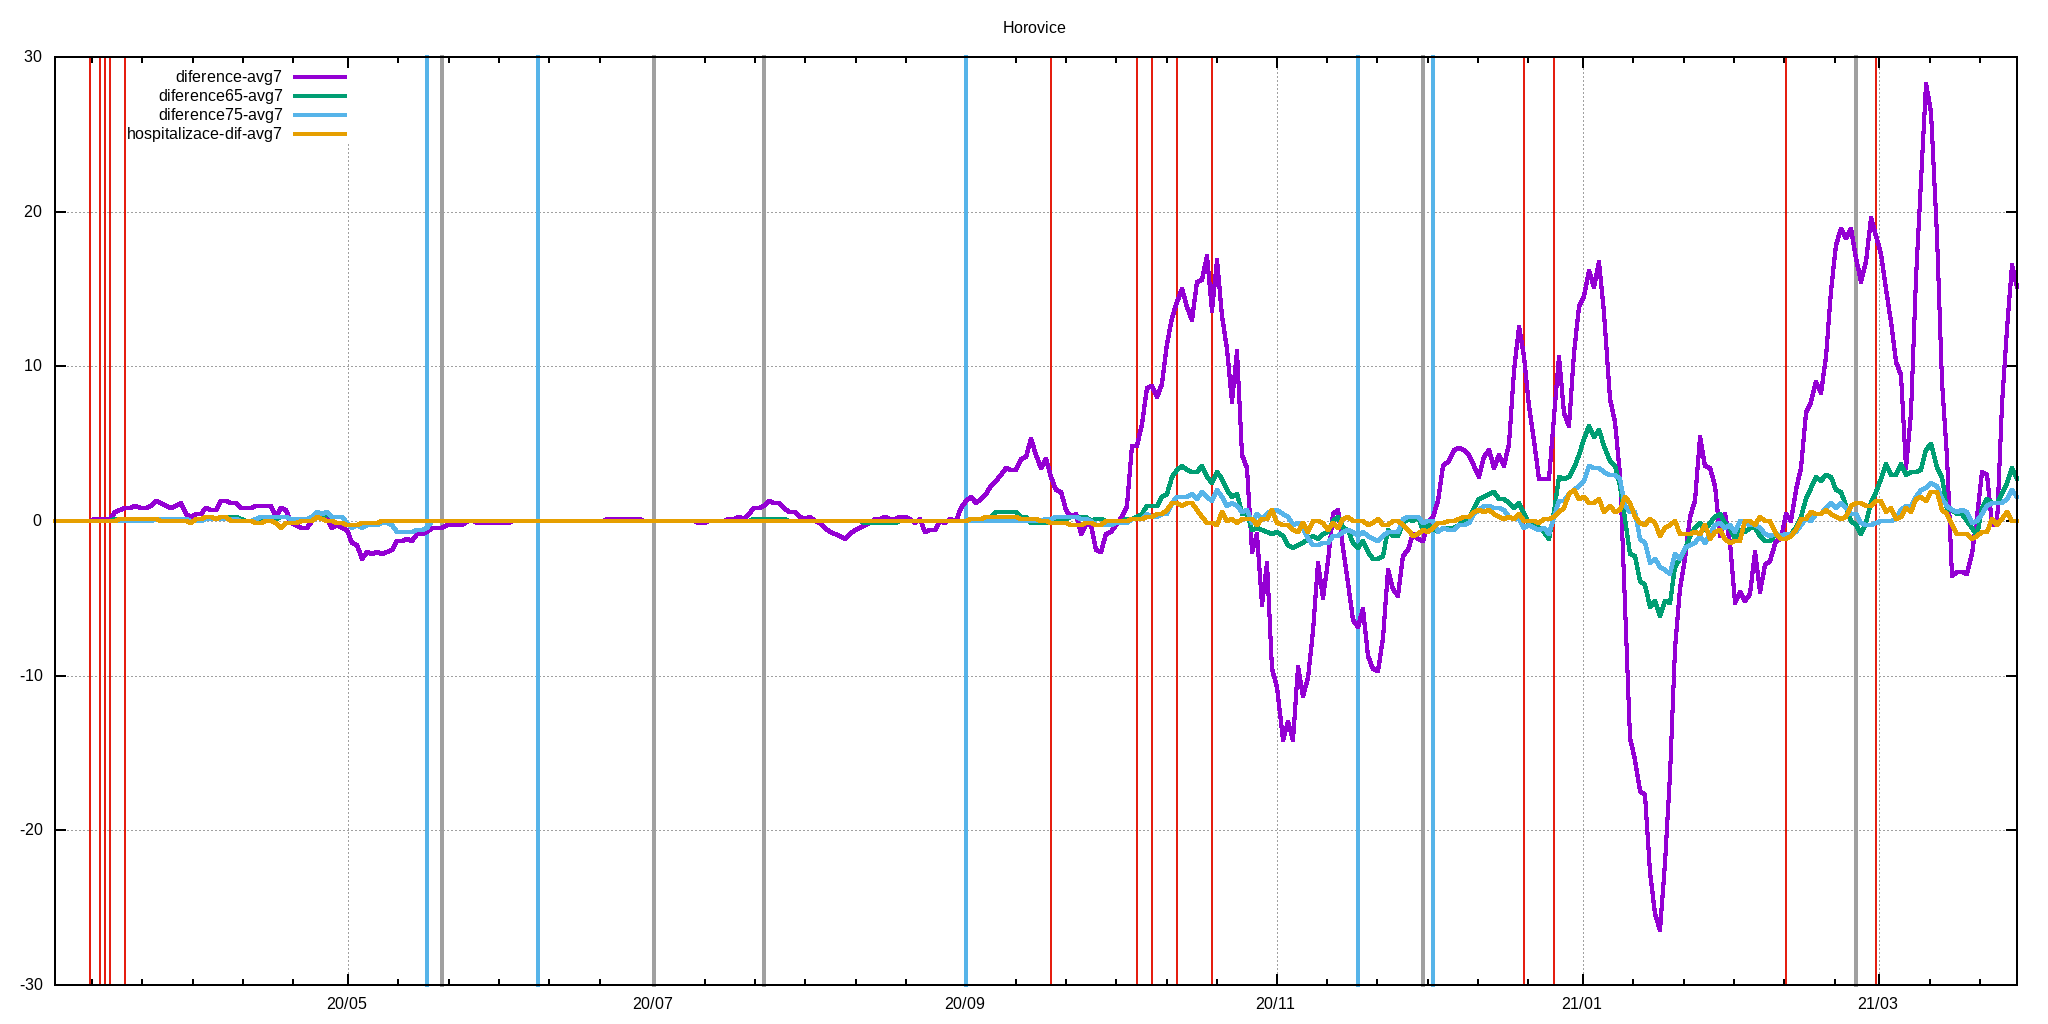 Horovice
30
diference-avg7
diference65-avg7
diference75-avg7
hospitalizace-dif-avg7
20
10
0
-10
-20
-30
20/05 20/07 20/09 20/11 21/01 21/03